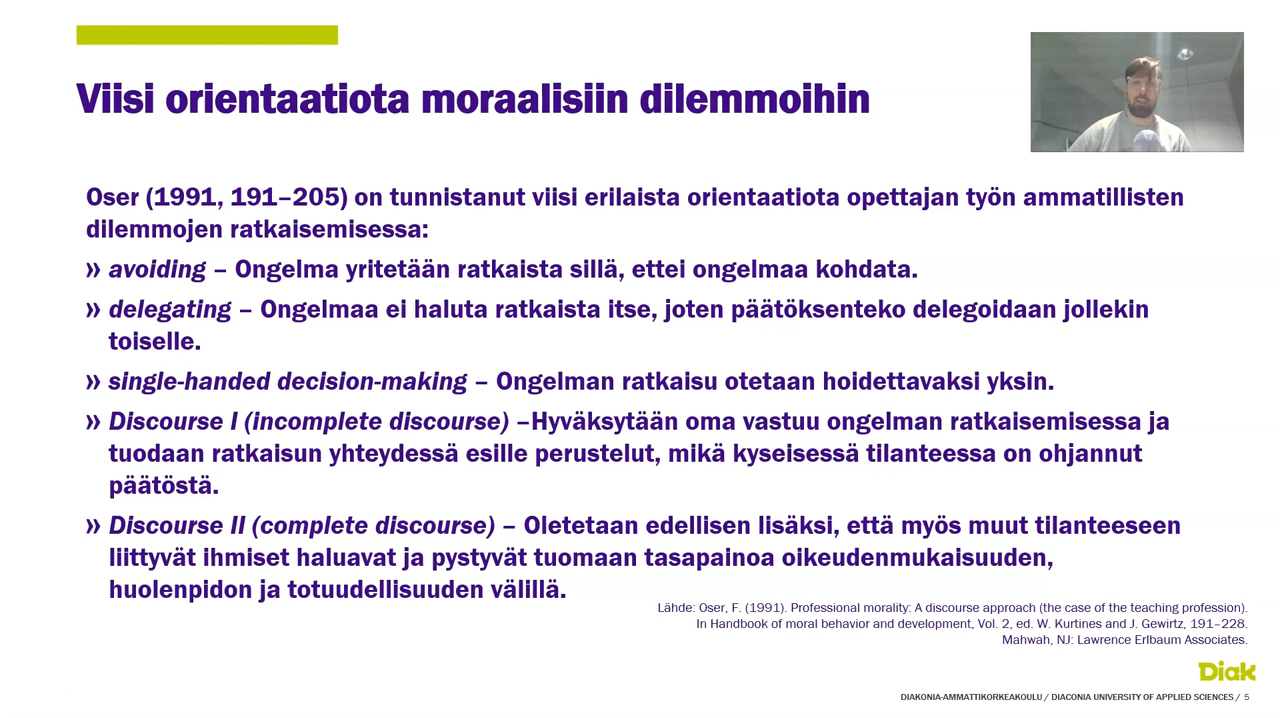 Viisi orientaatiota moraalisiin dilemmoihin
Oser (1991, 191–205) on tunnistanut viisi erilaista orientaatiota opettajan työn ammatillisten
dilemmojen ratkaisemisessa:
» avoiding – Ongelma yritetään ratkaista sillä, ettei ongelmaa kohdata.
» delegating – Ongelmaa ei haluta ratkaista itse, joten päätöksenteko delegoidaan jollekin
toiselle.
» single-handed decision-making – Ongelman ratkaisu otetaan hoidettavaksi yksin.
» Discourse I (incomplete discourse) –Hyväksytään oma vastuu ongelman ratkaisemisessa ja
tuodaan ratkaisun yhteydessä esille perustelut, mikä kyseisessä tilanteessa on ohjannut
päätöstä.
» Discourse II (complete discourse) – Oletetaan edellisen lisäksi, että myös muut tilanteeseen
liittyvät ihmiset haluavat ja pystyvät tuomaan tasapainoa oikeudenmukaisuuden,
huolenpidon ja totuudellisuuden välillä.
Lähde: Oser, F. (1991). Professional morality: A discourse approach (the case of the teaching profession).
In Handbook of moral behavior and development, Vol. 2, ed. W. Kurtines and J. Gewirtz, 191–228.
Mahwah, NJ: Lawrence Erlbaum Associates.
Diak
DIAKONIA-AMMATTIKORKEAKOULU / DIACONIA UNIVERSITY OF APPLIED SCIENCES / 5